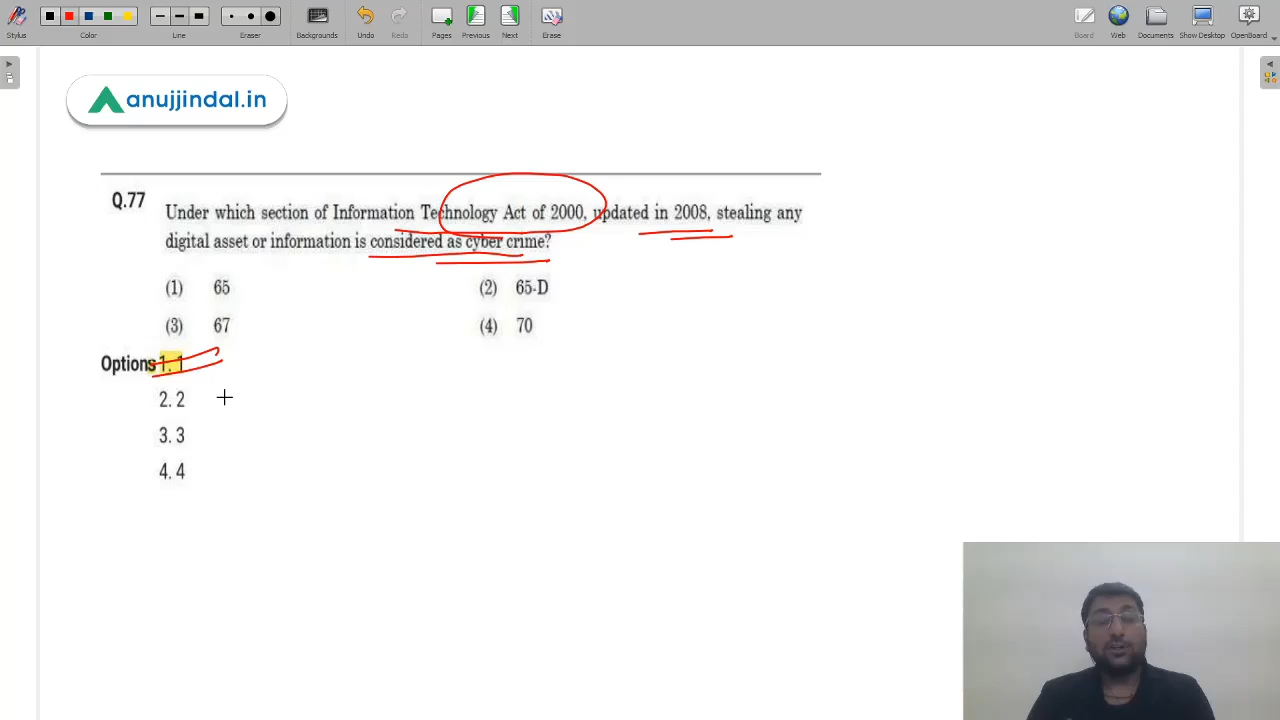 Stylus
Color
Line
Eraser
Backgrounds
Undo
Redo
Pages
Previous
Next
Erase
Board
Web
Documents
Show Desktop
OpenBoard
anujjindal.in
Q.77
Under which section of Information Technology Act of 2000, updated in 2008, stealing any
digital asset or information is considered as cyber crime?
(1) 65 (2) 65-D
(3) 67 (4) 70
Options 1. 1
2. 2
3. 3
4. 4